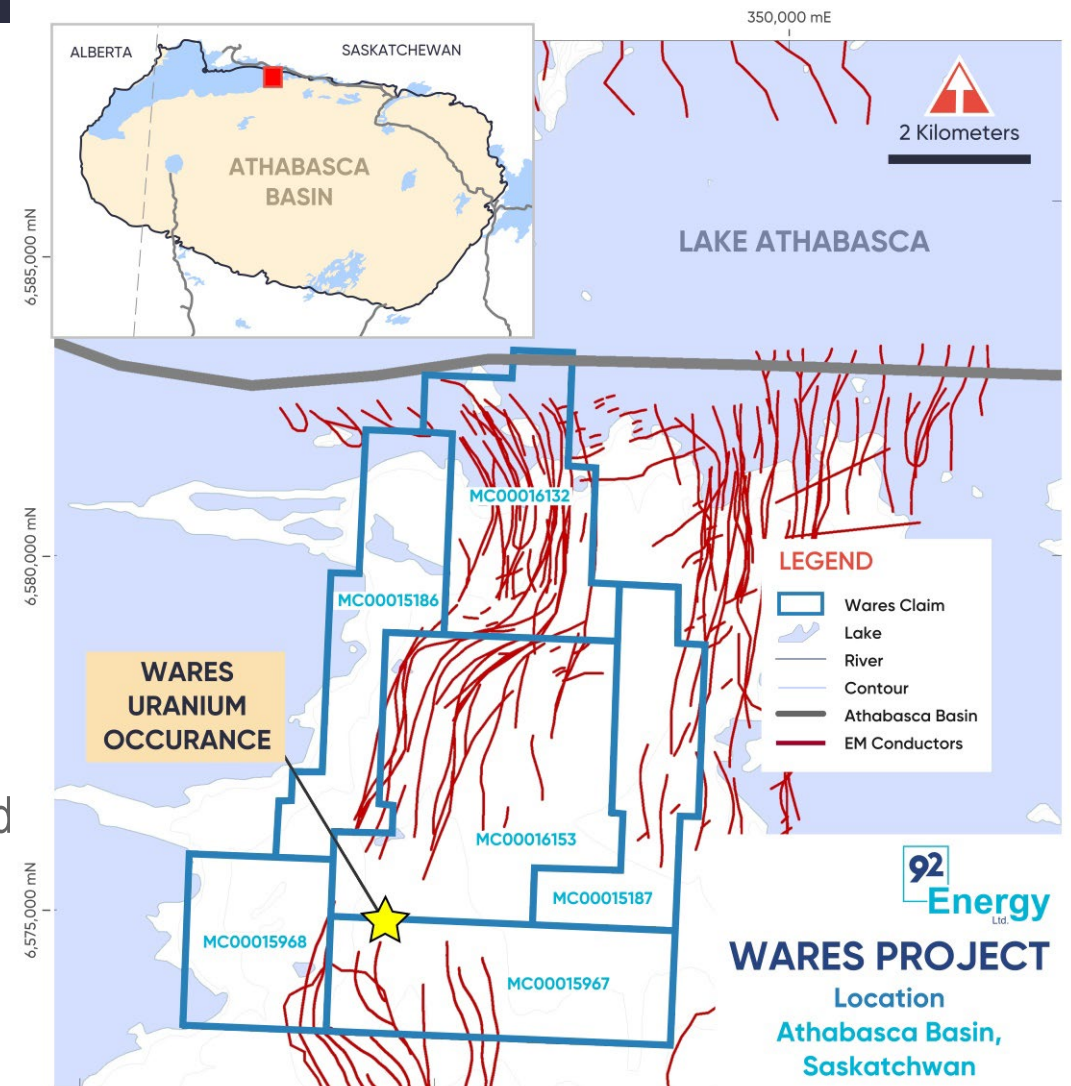 350,000 mE
ALBERTA
SASKATCHEWAN
ATHABASCA
BASIN
2 Kilometers
LAKE ATHABASCA
6,585,000 mN
6,580,000 mN
6,575,000 mN
MC00016132
MC00015186
WARES
URANIUM
OCCURANCE
LEGEND
Wares Claim
Lake
River
Contour
Athabasca Basin
EM Conductors
d
MC00016153
MC00015187
MC00015968
MC00015967
92
Energy
Ltd.
WARES PROJECT
Location
Athabasca Basin,
Saskatchwan